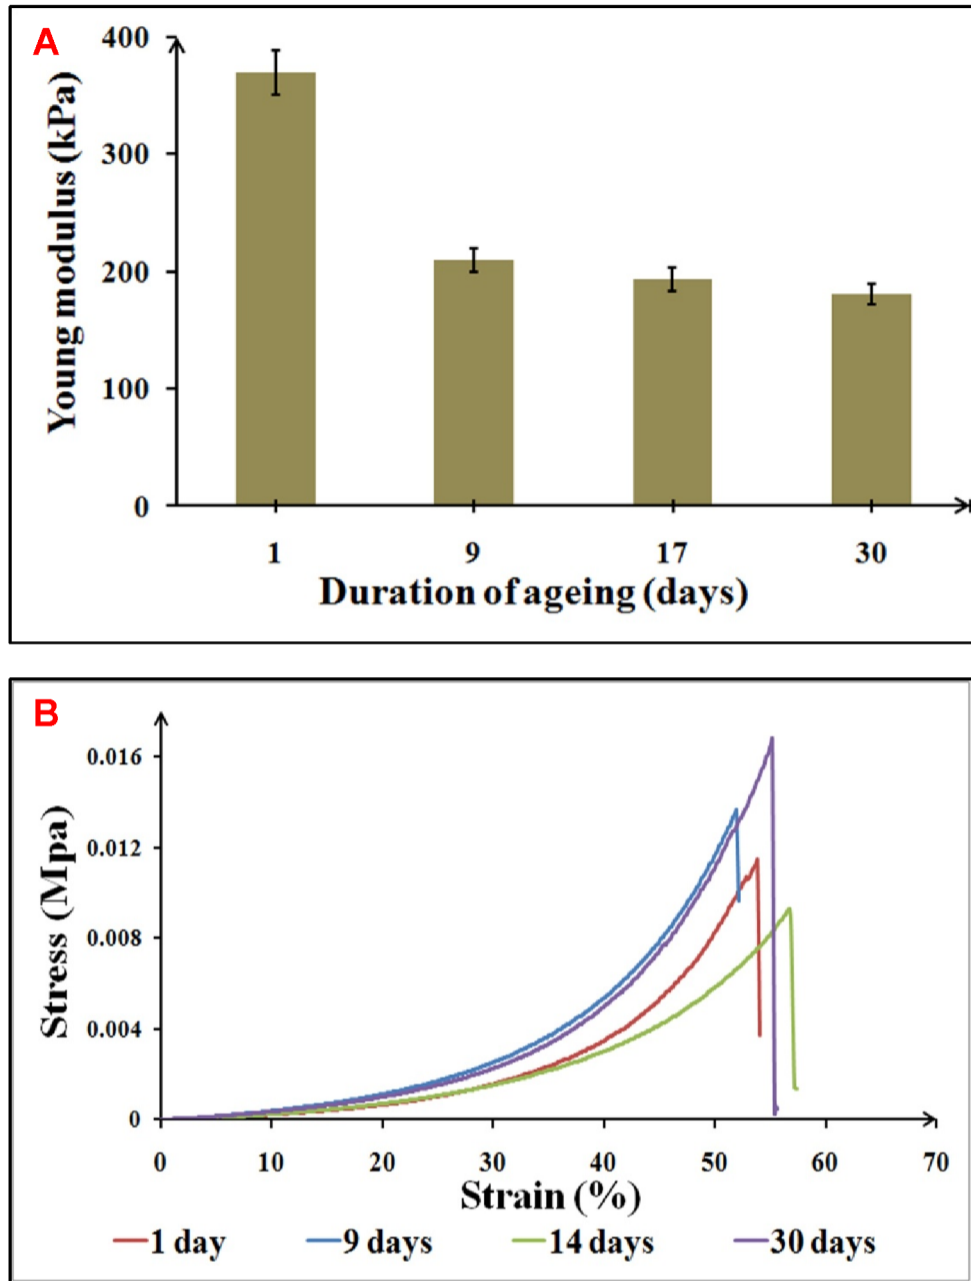 A
Young modulus (kPa)
400
300
200
100
0
1 9 17 30
Duration of ageing (days)
B
Stress (Mpa)
0.016
0.012
0.008
0.004
0
0 10 20 30 40 50 60 70
Strain (%)
1 day 9 days 14 days 30 days